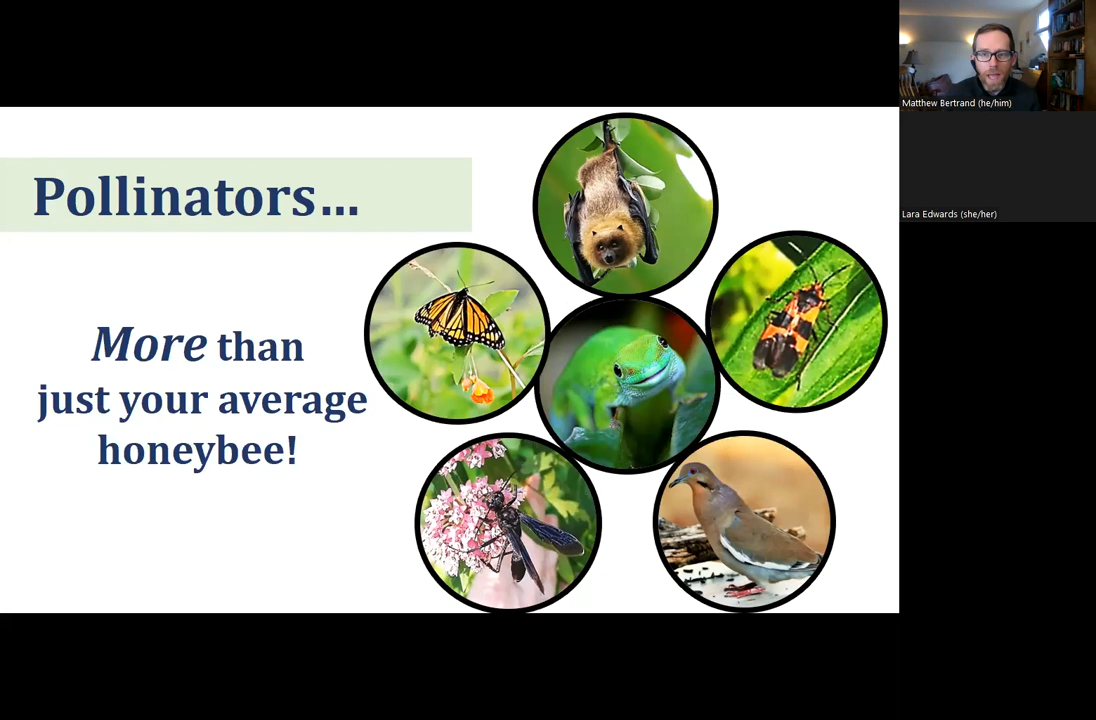 Pollinators...
More than
just your average
honeybee!
Matthew Bertrand (he/him)
Lara Edwards (she/her)